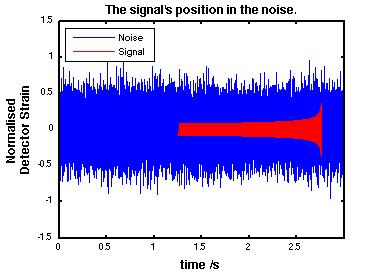 The signal's position in the noise.
1.5
Noise
Signal
1
0.5
0
-0.5
-1
-1.5
Normalised
Detector Strain
0 0.5 1 1.5 2 2.5
time /s